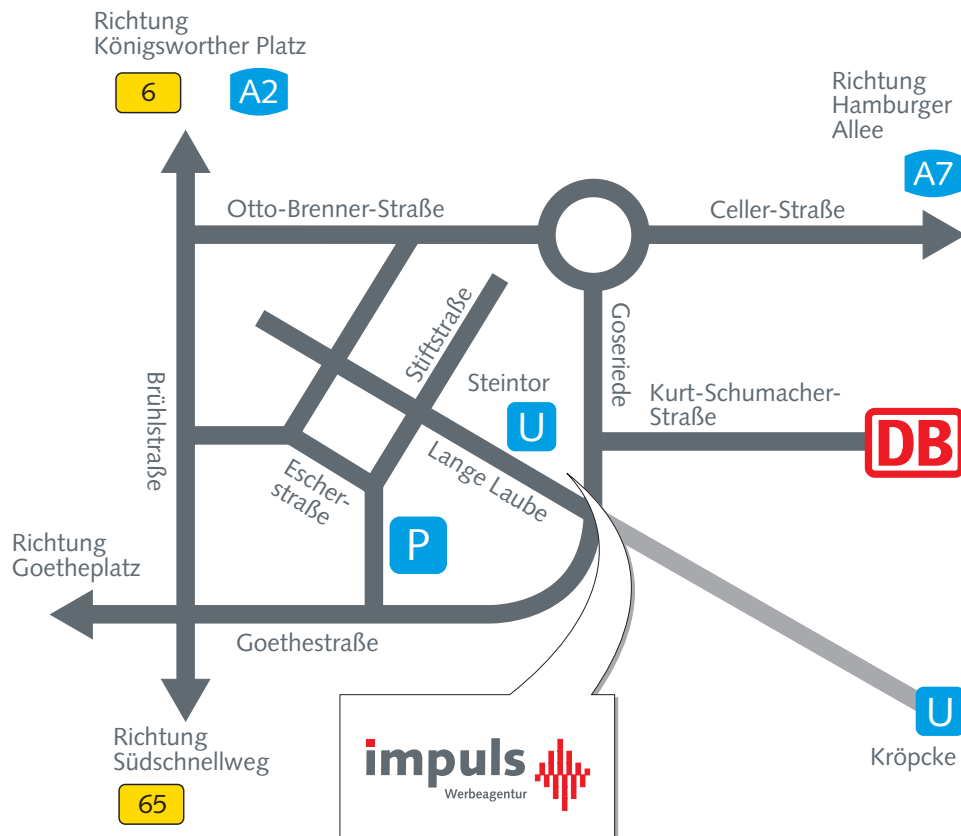 Richtung
Königsworther Platz
6
A2
Richtung
Hamburger
Allee
A7
Otto-Brenner-Straße
Celler-Straße
Goseriede
Stiftstraße
Brühlstraße
Steintor
U
Kurt-Schumacher-
Straße
DB
Lange Laube
Escher-
straße
P
Richtung
Goetheplatz
Goethestraße
U
Kröpcke
Richtung
Südschnellweg
65
impuls
Werbeagentur